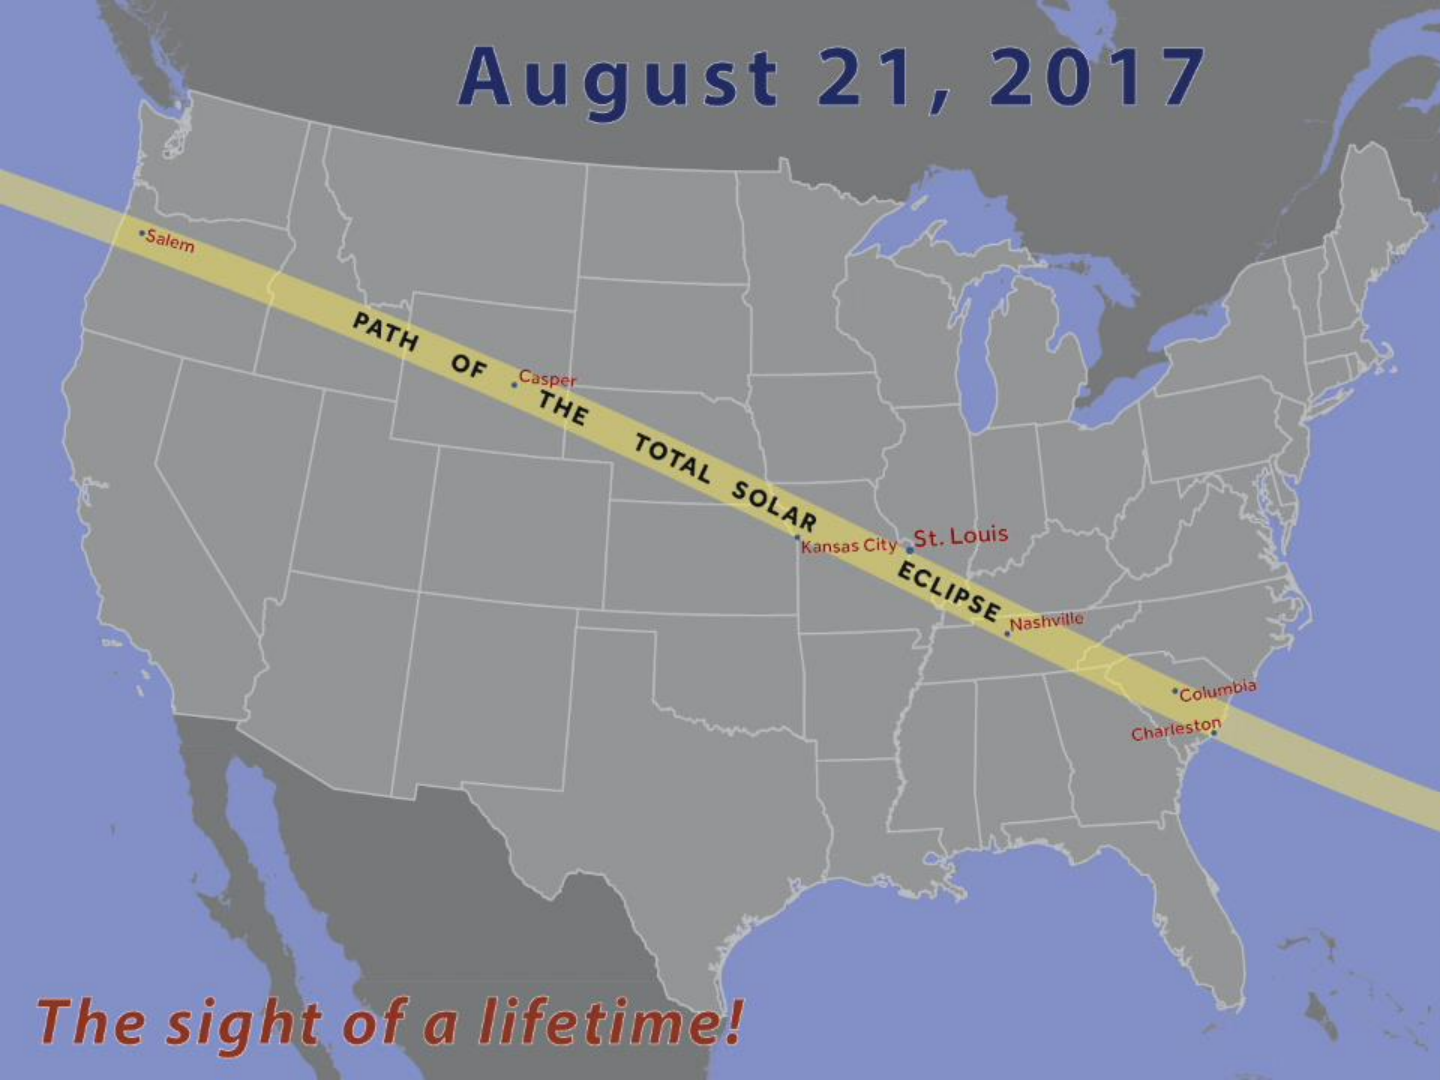 August 21, 2017
Salem
PATH OF THE TOTAL SOLAR ECLIPSE
Casper
Kansas City
St. Louis
Nashville
Columbia
Charleston
The sight of a lifetime!